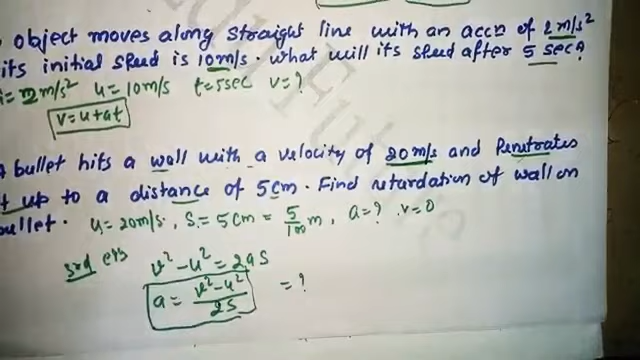 object moves along straight line with an accn of 2 m/s²
its initial speed is 10m/s. what will its speed after 5 sec?
= 2m/s² u = 10m/s t=5sec v=?
v=u+at
bullet hits a wall with a velocity of 20m/s and Penetrates
up to a distance of 5cm. Find retardation of wall on
bullet. u=20m/s, S=5cm = 5/100 m, a=? v=0
3rd v²-u²=2as
a = v²-u²/2s =?